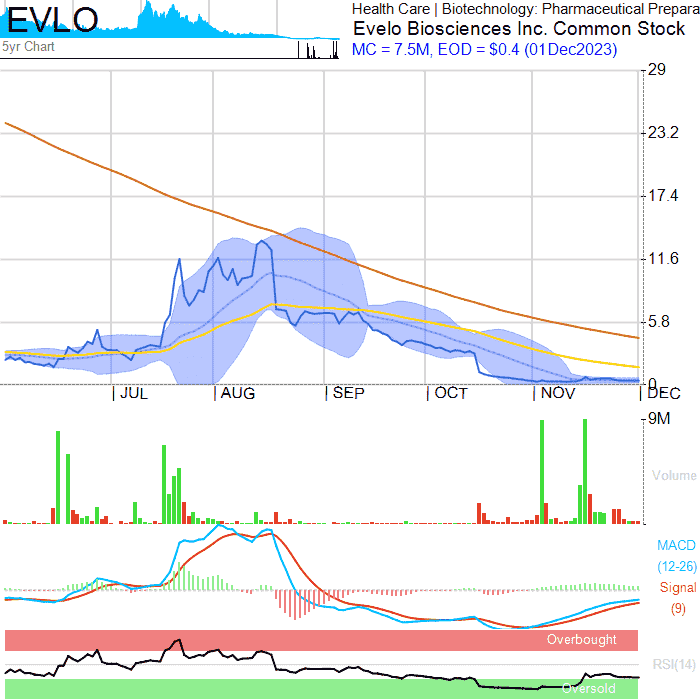 EVLO
5yr Chart
Health Care | Biotechnology: Pharmaceutical Prepara
Evelo Biosciences Inc. Common Stock
MC = 7.5M, EOD = $0.4 (01Dec2023)
29
23.2
17.4
11.6
5.8
0
JUL AUG SEP OCT NOV DEC
9M
Volume
MACD
(12-26)
Signal
(9)
Overbought
RSI(14)
Oversold